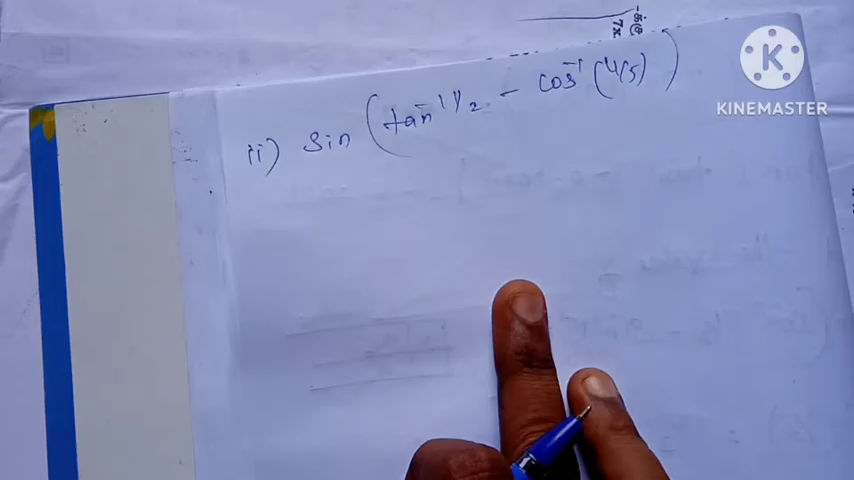 ii) Sin (tan⁻¹ 1/2 - cos⁻¹ (4/5))
K
KINEMASTER